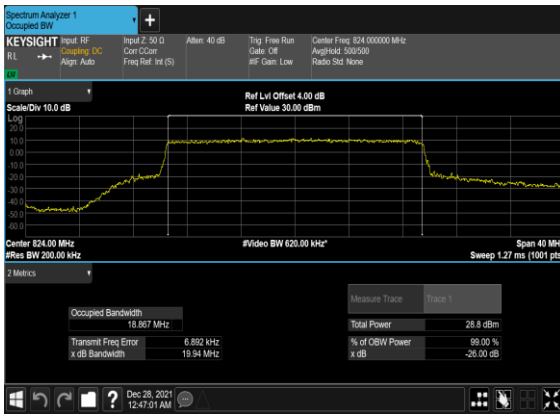 Spectrum Analyzer 1
Occupied BW
KEYSIGHT
RL
Input: RF
Coupling: DC
Align: Auto
Input Z: 50 Ω
Corr CCorr
Freq Ref: Int (S)
Atten: 40 dB
Trig: Free Run
Gate: Off
#IF Gain: Low
Center Freq: 824.000000 MHz
Avg|Hold: 500/500
Radio Std: None
1 Graph
Scale/Div 10.0 dB
Ref Lvl Offset 4.00 dB
Ref Value 30.00 dBm
Log
20.0
10.0
0.00
-10.0
-20.0
-30.0
-40.0
-50.0
-60.0
Center 824.00 MHz
#Res BW 200.00 kHz
#Video BW 620.00 kHz*
Span 40 MH
Sweep 1.27 ms (1001 pts
2 Metrics
Measure Trace
Trace 1
Occupied Bandwidth
18.867 MHz
Total Power
28.8 dBm
Transmit Freq Error
6.892 kHz
% of OBW Power
99.00 %
x dB Bandwidth
19.94 MHz
x dB
-26.00 dB
?
Dec 28, 2021
12:47:01 AM